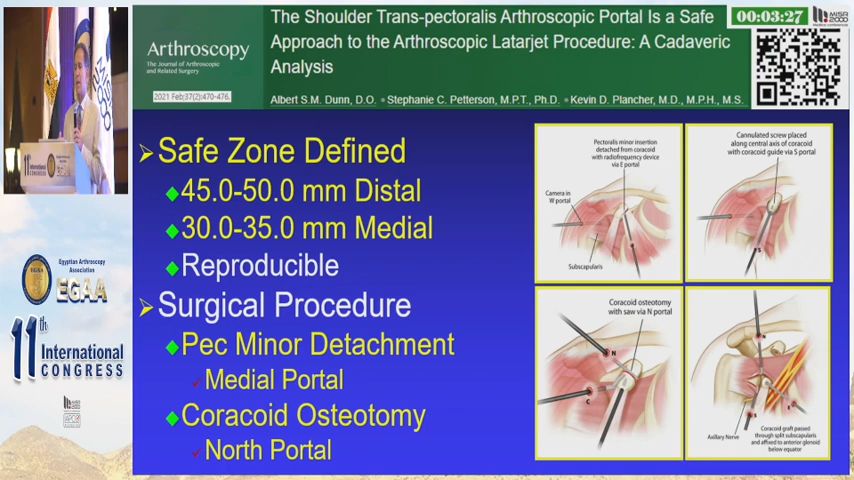 The Shoulder Trans-pectoralis Arthroscopic Portal Is a Safe
Approach to the Arthroscopic Latarjet Procedure: A Cadaveric
Analysis
Albert S.M. Dunn, D.O. • Stephanie C. Petterson, M.P.T., Ph.D. • Kevin D. Plancher, M.D., M.P.H., M.S.
Arthroscopy
The Journal of Arthroscopic
and Related Surgery
2021 Feb;37(2):470-476.
00:03:27
MISR
2000
Safe Zone Defined
45.0-50.0 mm Distal
30.0-35.0 mm Medial
Reproducible
Surgical Procedure
Pec Minor Detachment
✓Medial Portal
Coracoid Osteotomy
✓North Portal
Pectoralis minor insertion
detached from coracoid
with radiofrequency device
via E portal
Camera in
W portal
Subscapularis
Cannulated screw placed
along central axis of coracoid
with coracoid guide via S portal
S
Coracoid osteotomy
with saw via N portal
N
C
N
S
E
Axillary Nerve
Coracoid graft passed
through split subscapularis
and affixed to anterior glenoid
below equator
11th
International
CONGRESS
Egyptian Arthroscopy
Association
EGAA
11th
International
CONGRESS